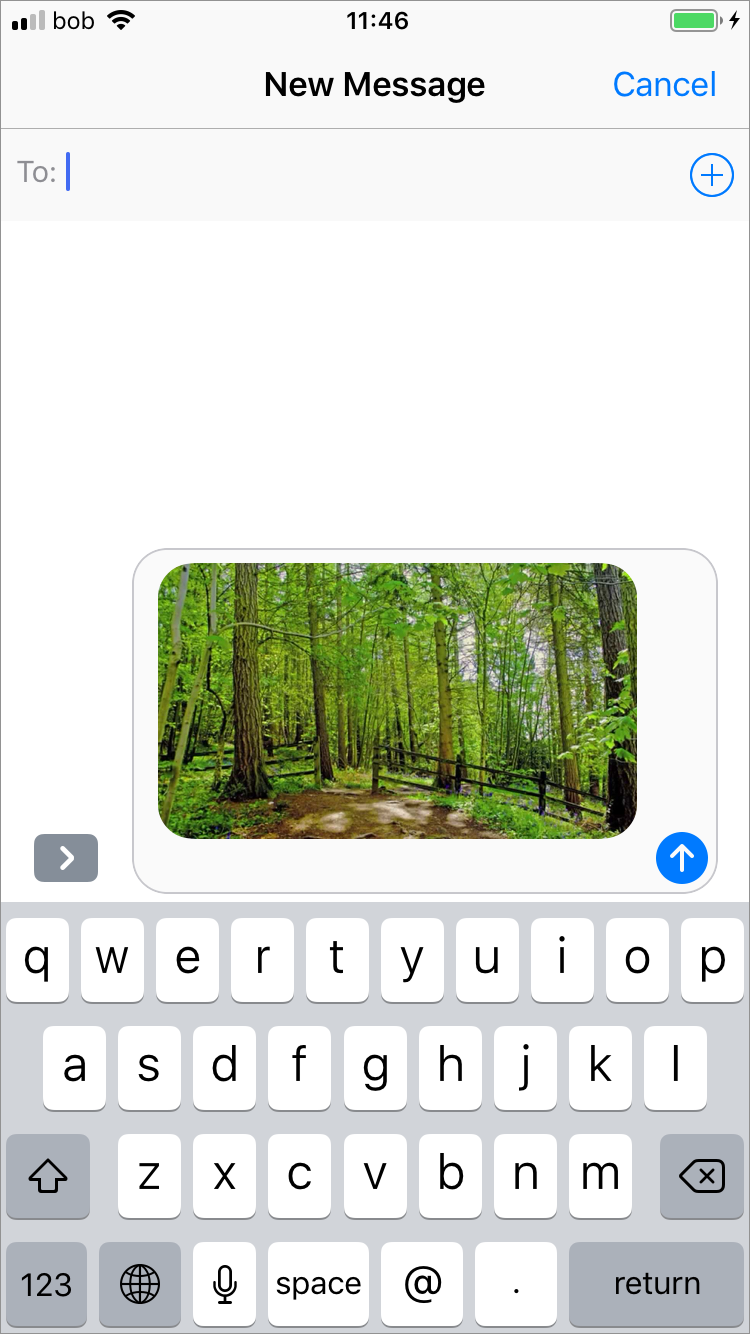 bob 11:46
New Message Cancel
To:
q w e r t y u i o p
a s d f g h j k l
z x c v b n m
123 space @ . return